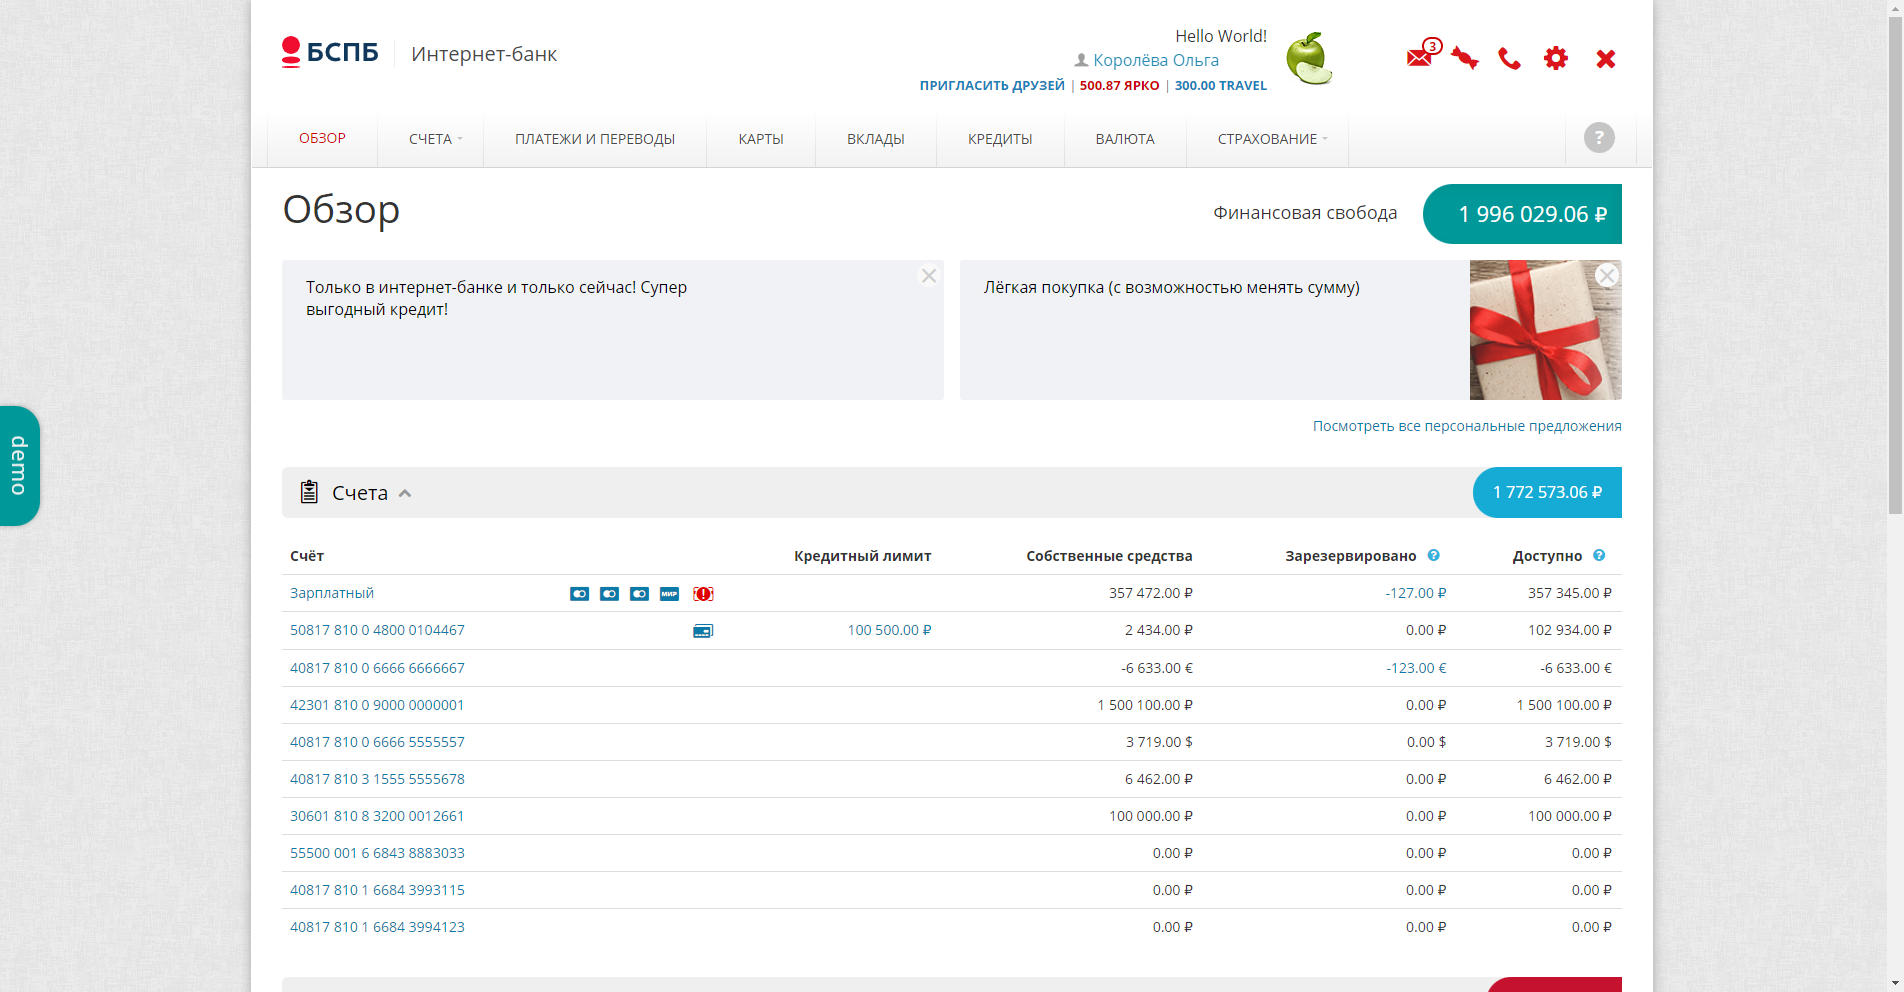 БСПБ Интернет-банк
Hello World!
Королёва Ольга
ПРИГЛАСИТЬ ДРУЗЕЙ | 500.87 ЯРКО | 300.00 TRAVEL
3
ОБЗОР СЧЕТА ПЛАТЕЖИ И ПЕРЕВОДЫ КАРТЫ ВКЛАДЫ КРЕДИТЫ ВАЛЮТА СТРАХОВАНИЕ ?
Обзор
Финансовая свобода 1 996 029.06 ₽
Только в интернет-банке и только сейчас! Супер
выгодный кредит!
Лёгкая покупка (с возможностью менять сумму)
Посмотреть все персональные предложения
demo
Счета 1 772 573.06 ₽
Счёт Кредитный лимит Собственные средства Зарезервировано ? Доступно ?
Зарплатный МИР 357 472.00 ₽ -127.00 ₽ 357 345.00 ₽
50817 810 0 4800 0104467 100 500.00 ₽ 2 434.00 ₽ 0.00 ₽ 102 934.00 ₽
40817 810 0 6666 6666667 -6 633.00 € -123.00 € -6 633.00 €
42301 810 0 9000 0000001 1 500 100.00 ₽ 0.00 ₽ 1 500 100.00 ₽
40817 810 0 6666 5555557 3 719.00 $ 0.00 $ 3 719.00 $
40817 810 3 1555 5555678 6 462.00 ₽ 0.00 ₽ 6 462.00 ₽
30601 810 8 3200 0012661 100 000.00 ₽ 0.00 ₽ 100 000.00 ₽
55500 001 6 6843 8883033 0.00 ₽ 0.00 ₽ 0.00 ₽
40817 810 1 6684 3993115 0.00 ₽ 0.00 ₽ 0.00 ₽
40817 810 1 6684 3994123 0.00 ₽ 0.00 ₽ 0.00 ₽